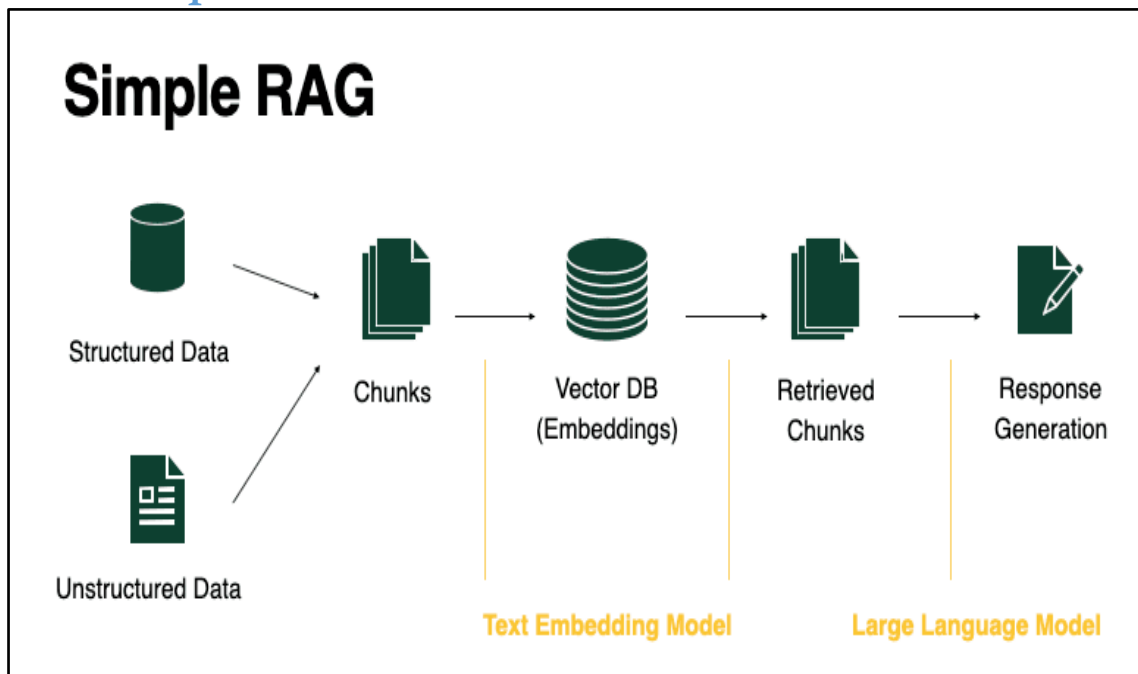 Simple RAG
Structured Data
Unstructured Data
Chunks
Vector DB
(Embeddings)
Retrieved
Chunks
Response
Generation
Text Embedding Model
Large Language Model